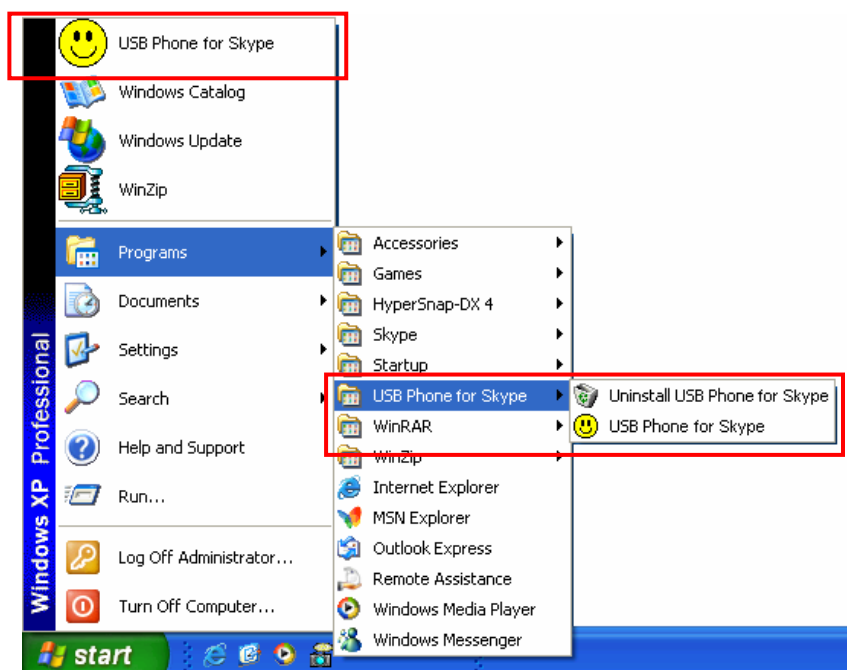 USB Phone for Skype
Windows Catalog
Windows Update
WinZip
Programs
Documents
Settings
Search
Help and Support
Run...
Log Off Administrator...
Turn Off Computer...
Windows XP Professional
Accessories
Games
HyperSnap-DX 4
Skype
Startup
USB Phone for Skype
WinRAR
WinZip
Internet Explorer
MSN Explorer
Outlook Express
Remote Assistance
Windows Media Player
Windows Messenger
Uninstall USB Phone for Skype
USB Phone for Skype
start